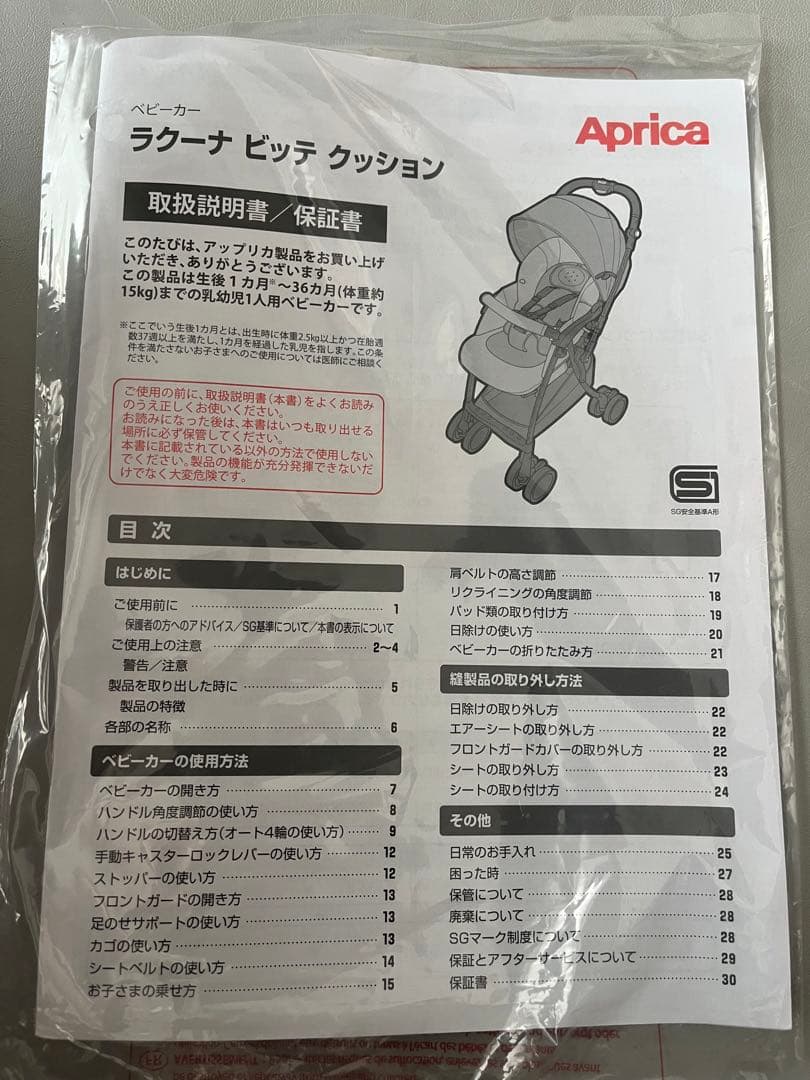 ベビーカー
Aprica
ラクーナ ビッテ クッション
取扱説明書／保証書
このたびは、アップリカ製品をお買い上げ
いただき、ありがとうございます。
この製品は生後1カ月※～36カ月(体重約
15kg)までの乳幼児1人用ベビーカーです。
※ここでいう生後1カ月とは、出生時に体重2.5kg以上かつ在胎週
数37週以上を満たし、1カ月を経過した乳児を指します。この条
件を満たさないお子さまへのご使用については医師にご相談く
ださい。
ご使用の前に、取扱説明書(本書)をよくお読み
のうえ正しくお使いください。
お読みになった後は、本書はいつも取り出せる
場所に必ず保管してください。
本書に記載されている以外の方法で使用しない
でください。製品の機能が充分発揮できないだ
けでなく大変危険です。
SG安全基準A形
目 次
はじめに
ご使用前に 1
保護者の方へのアドバイス／SG基準について／本書の表示について
ご使用上の注意 2～4
警告／注意
製品を取り出した時に 5
製品の特徴
各部の名称 6
ベビーカーの使用方法
ベビーカーの開き方 7
ハンドル角度調節の使い方 8
ハンドルの切替え方(オート4輪の使い方) 9
手動キャスターロックレバーの使い方 12
ストッパーの使い方 12
フロントガードの開き方 13
足のせサポートの使い方 13
カゴの使い方 13
シートベルトの使い方 14
お子さまの乗せ方 15
肩ベルトの高さ調節 17
リクライニングの角度調節 18
パッド類の取り付け方 19
日除けの使い方 20
ベビーカーの折りたたみ方 21
縫製品の取り外し方法
日除けの取り外し方 22
エアーシートの取り外し方 22
フロントガードカバーの取り外し方 22
シートの取り外し方 23
シートの取り付け方 24
その他
日常のお手入れ 25
困った時 27
保管について 28
廃棄について 28
SGマーク制度について 28
保証とアフターサービスについて 29
保証書 30